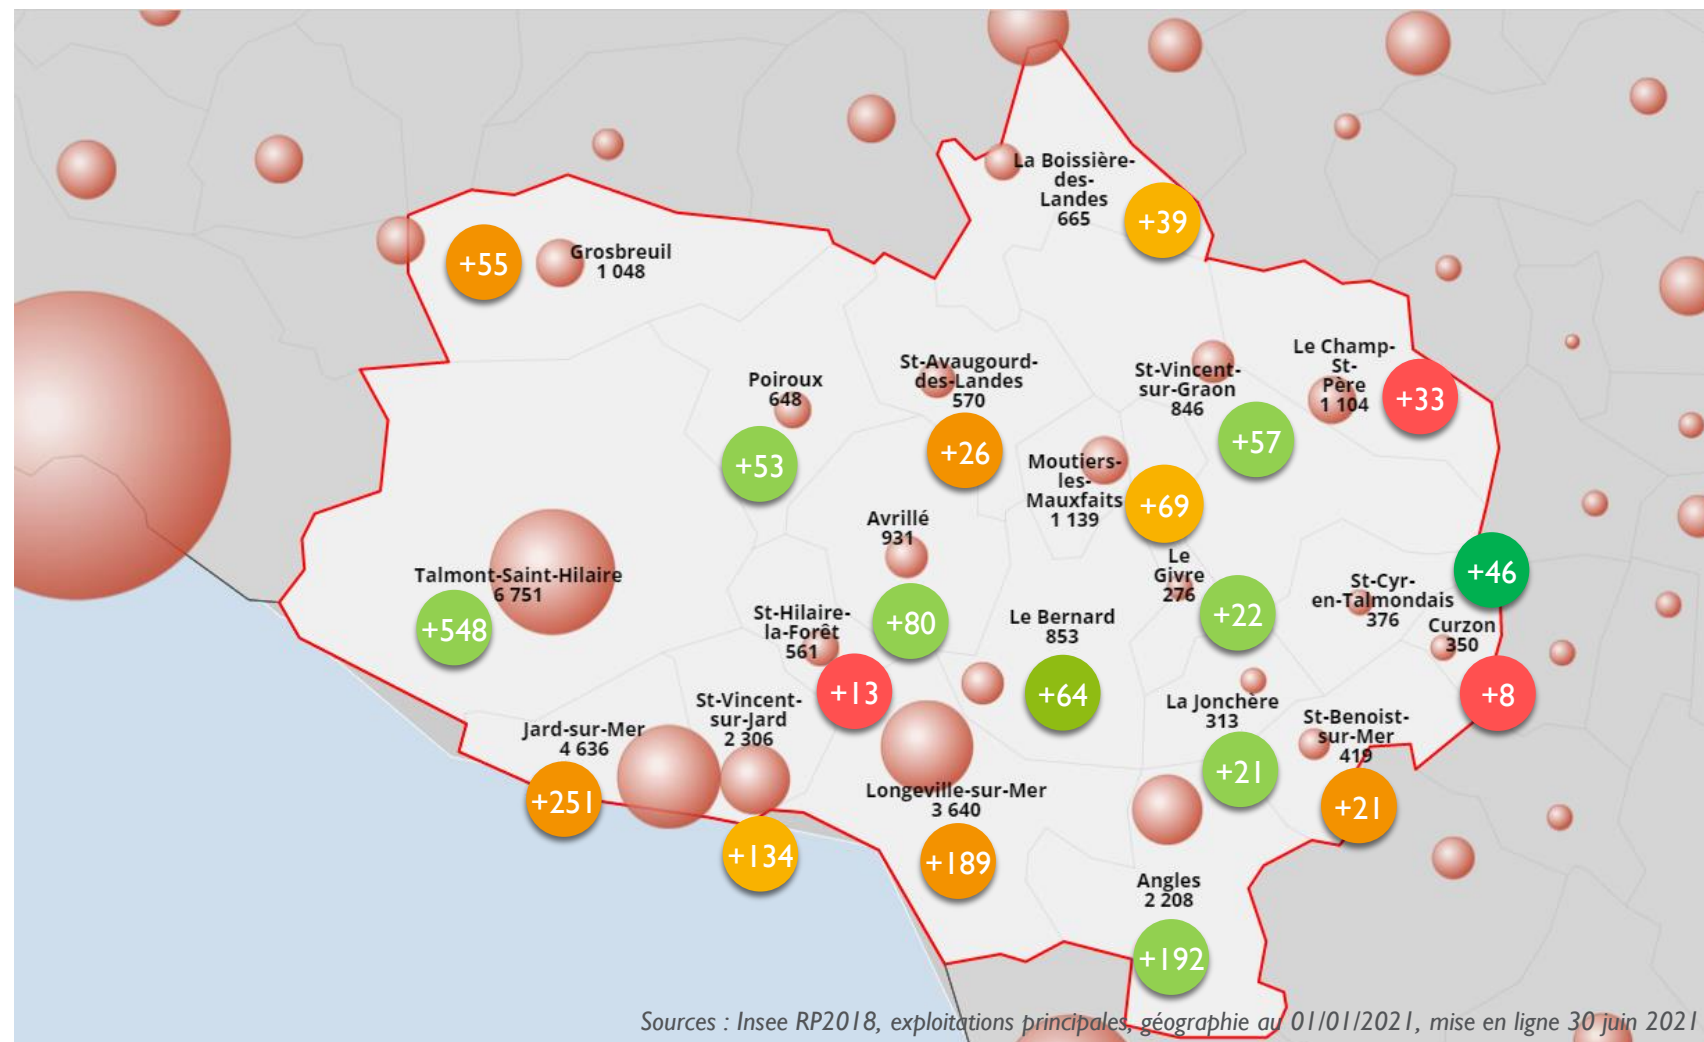 La Boissière-
des-
Landes
665
+39
Grosbreuil
1 048
+55
Poiroux
648
+53
St-Avaugourd-
des-Landes
570
+26
St-Vincent-
sur-Graon
846
+57
Le Champ-
St-
Père
1 104
+33
Moutiers-
les-
Mauxfaits
1 139
+69
Avrillé
931
+80
Talmont-Saint-Hilaire
6 751
+548
Le
Givre
276
+22
St-Cyr-
en-Talmondais
376
+46
Curzon
350
+8
St-Hilaire-
la-Forêt
561
+13
Le Bernard
853
+64
La Jonchère
313
+21
St-Benoist-
sur-Mer
419
+21
St-Vincent-
sur-Jard
2 306
+134
Jard-sur-Mer
4 636
+251
Longeville-sur-Mer
3 640
+189
Angles
2 208
+192
Sources : Insee RP2018, exploitations principales, géographie au 01/01/2021, mise en ligne 30 juin 2021